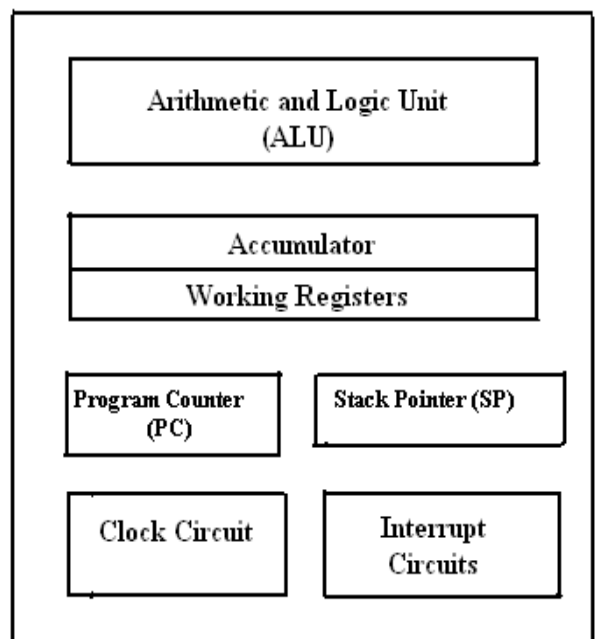 Arithmetic and Logic Unit
(ALU)
Accumulator
Working Registers
Program Counter
(PC)
Stack Pointer (SP)
Clock Circuit
Interrupt
Circuits